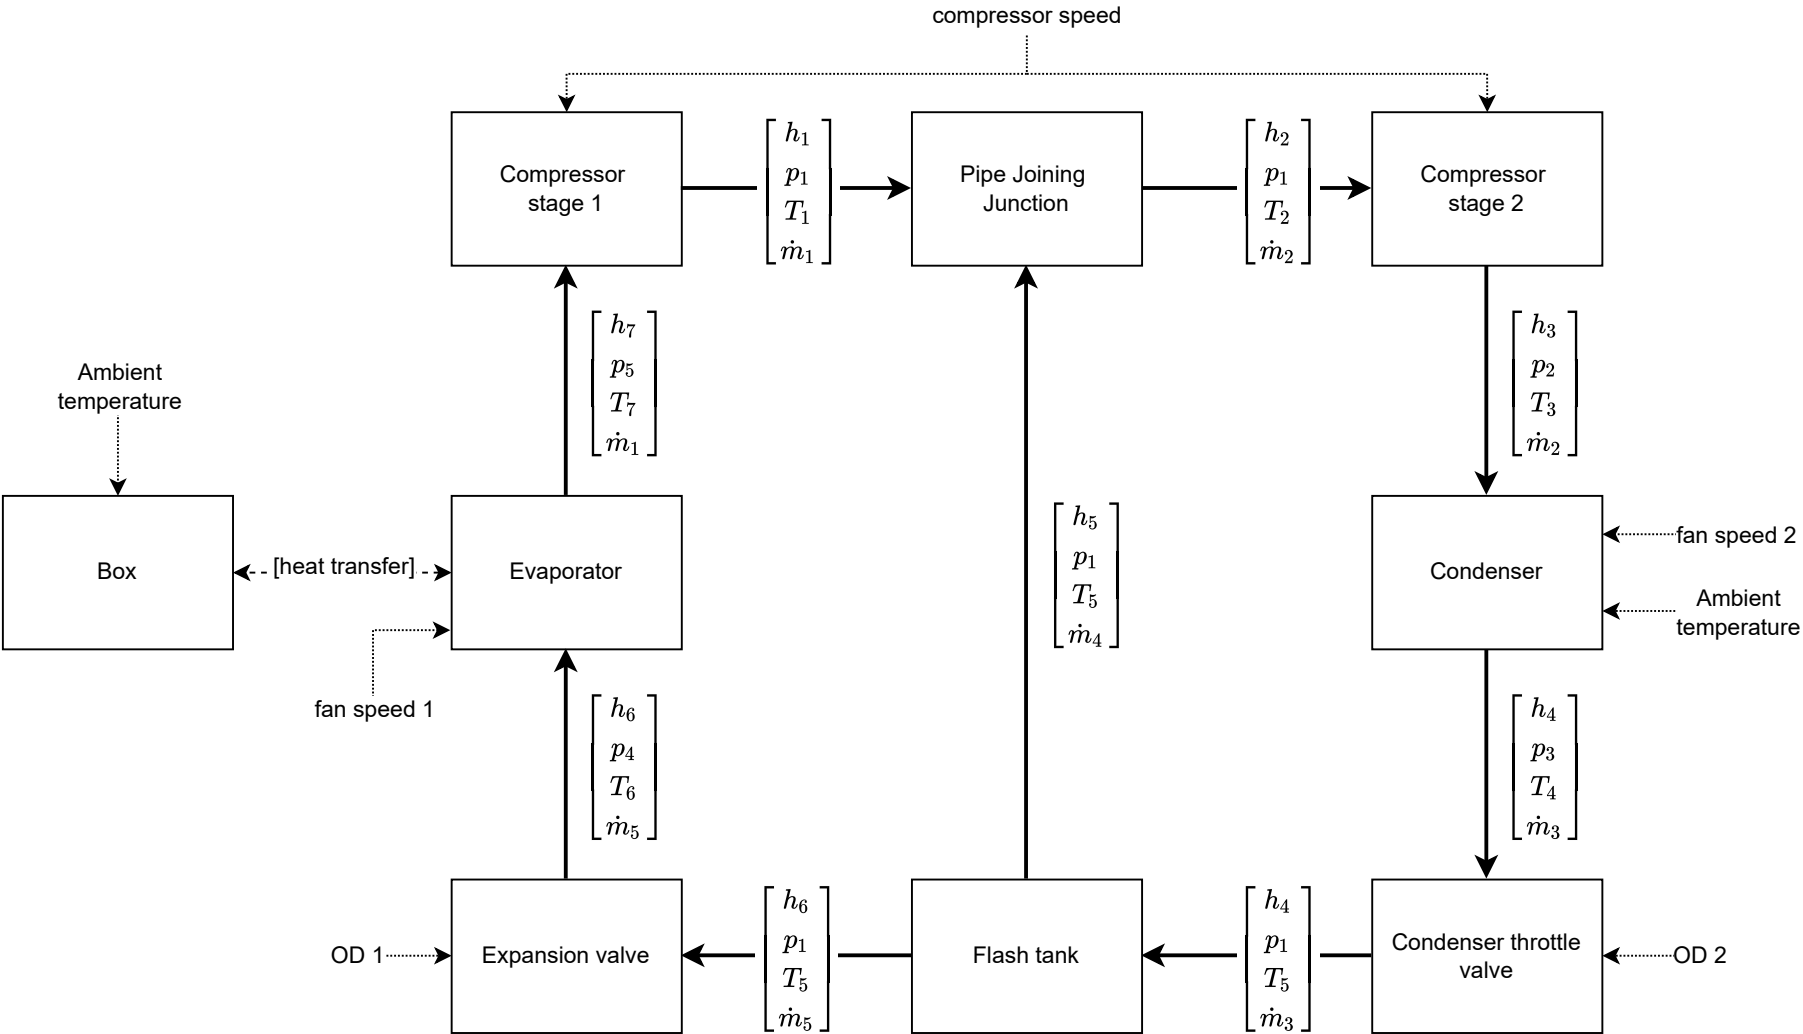 compressor speed
Compressor
stage 1
h₁
p₁
T₁
ṁ₁
Pipe Joining
Junction
h₂
p₁
T₂
ṁ₂
Compressor
stage 2
h₇
p₅
T₇
ṁ₁
h₃
p₂
T₃
ṁ₂
Ambient
temperature
Box
[heat transfer]
Evaporator
fan speed 1
h₅
p₁
T₅
ṁ₄
Condenser
fan speed 2
Ambient
temperature
h₆
p₄
T₆
ṁ₅
h₄
p₃
T₄
ṁ₃
OD 1
Expansion valve
h₆
p₁
T₅
ṁ₅
Flash tank
h₄
p₁
T₅
ṁ₃
Condenser throttle
valve
OD 2